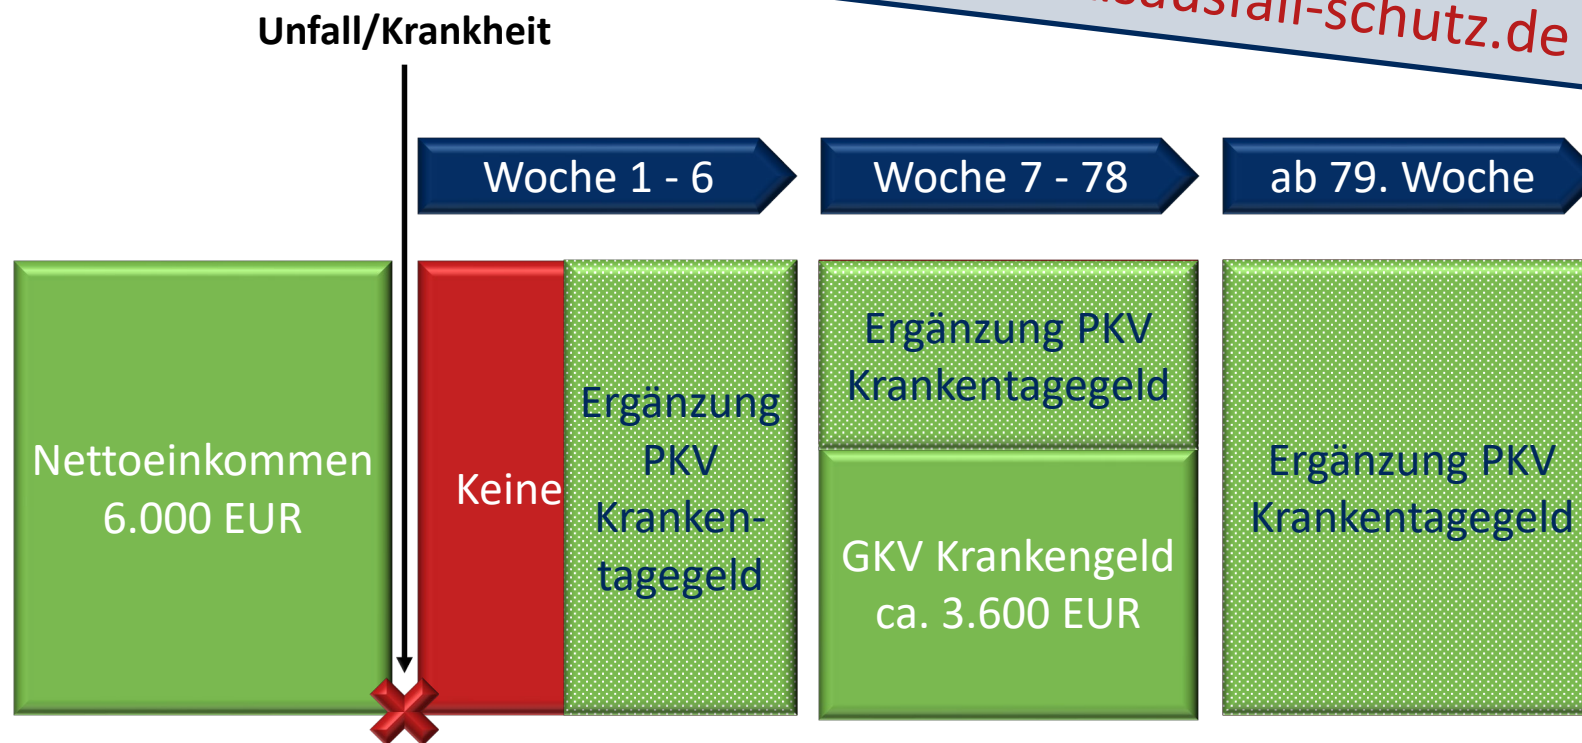 Unfall/Krankheit
ausfall-schutz.de
Woche 1 - 6
Woche 7 - 78
ab 79. Woche
Nettoeinkommen
6.000 EUR
Keine
Ergänzung
PKV
Kranken-
tagegeld
Ergänzung PKV
Krankentagegeld
GKV Krankengeld
ca. 3.600 EUR
Ergänzung PKV
Krankentagegeld